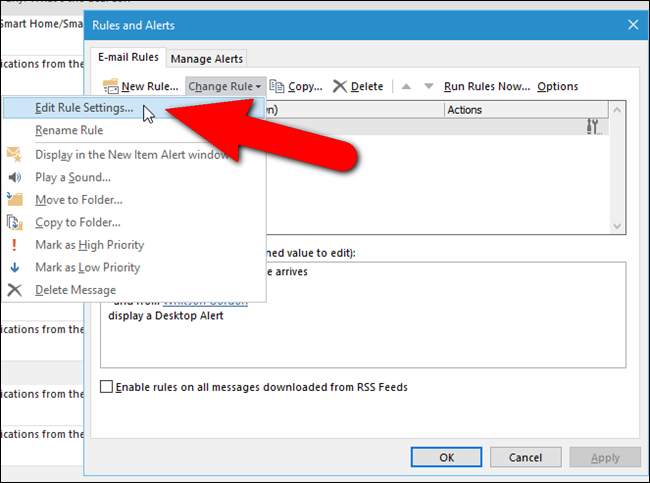 Smart Home/Sma
ications from the
Rules and Alerts
E-mail Rules
Manage Alerts
New Rule...
Change Rule
Copy...
Delete
Run Rules Now...
Options
Actions
Edit Rule Settings...
Rename Rule
Display in the New Item Alert window
Play a Sound...
Move to Folder...
Copy to Folder...
Mark as High Priority
Mark as Low Priority
Delete Message
ned value to edit):
e arrives
display a Desktop Alert
ications from the
Enable rules on all messages downloaded from RSS Feeds
ications from the
ications from the
OK
Cancel
Apply